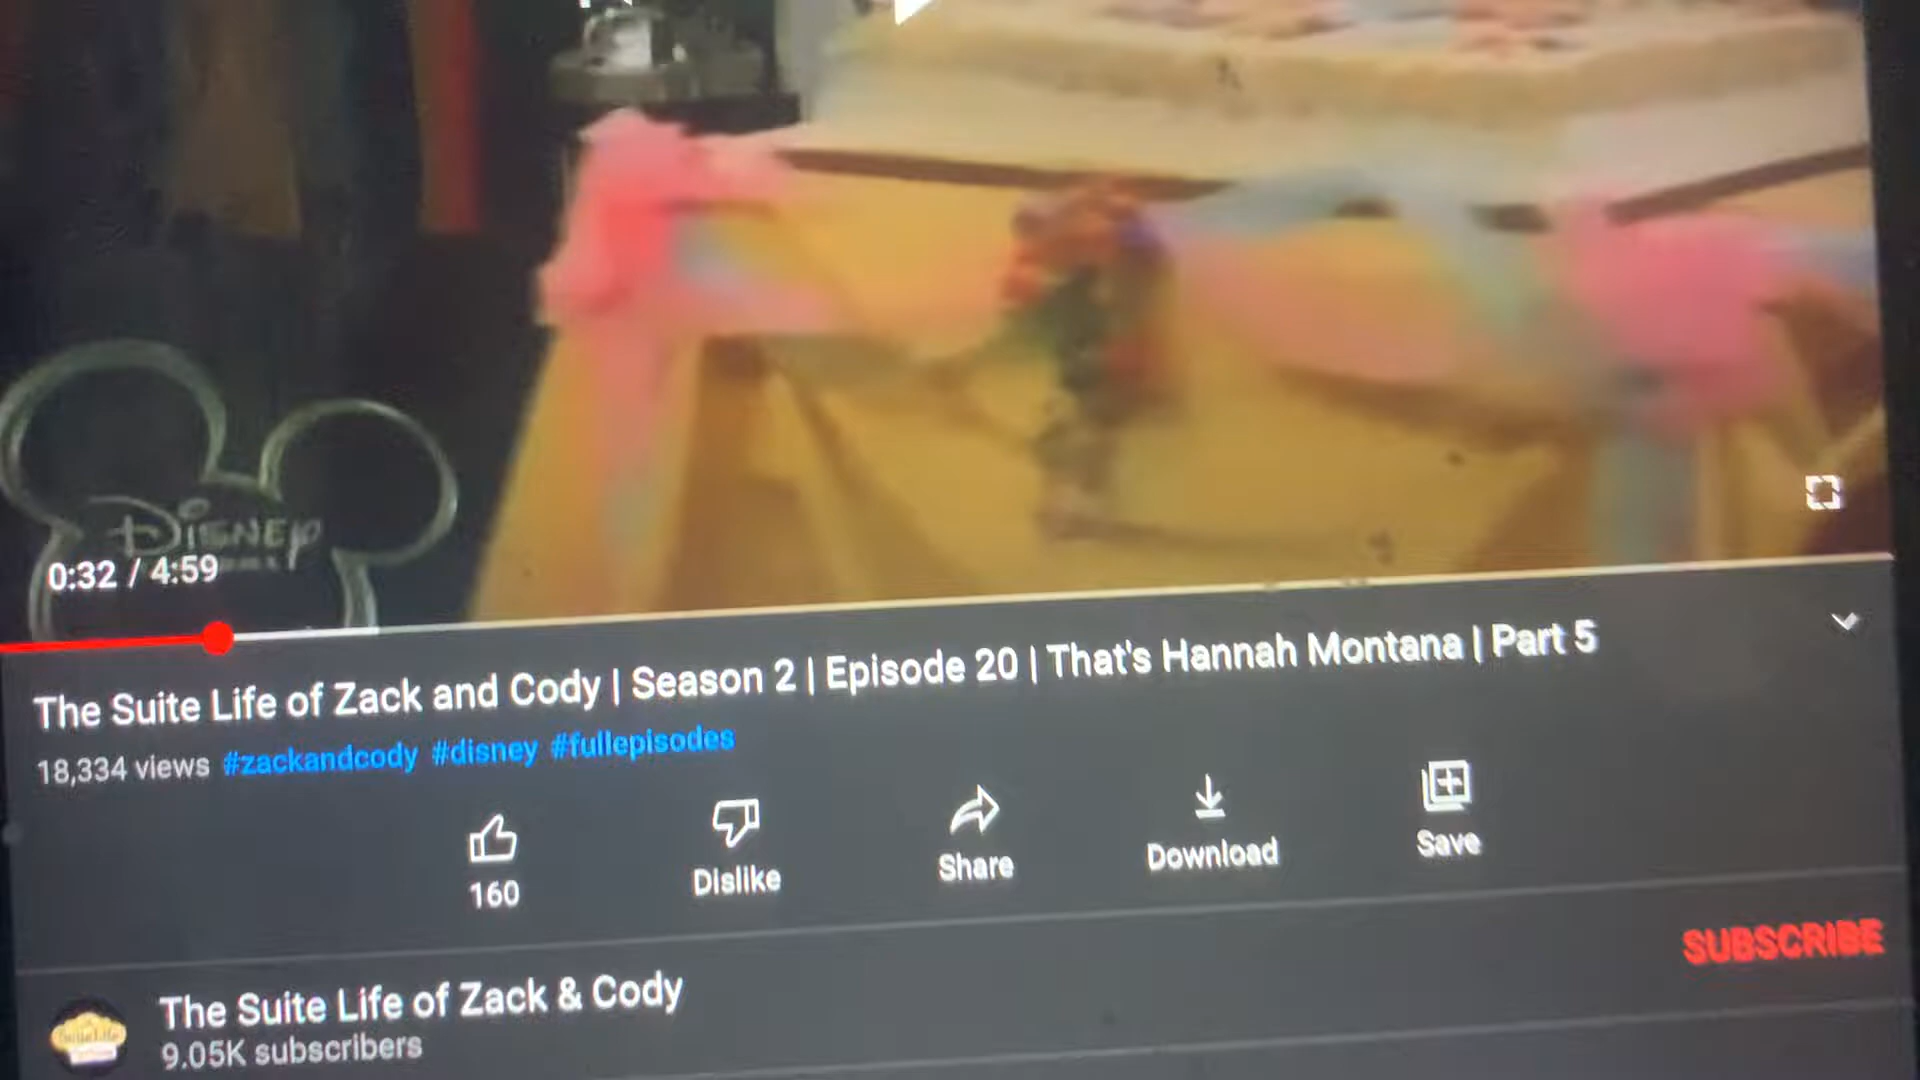 Disney
0:32 / 4:59
The Suite Life of Zack and Cody | Season 2 | Episode 20 | That's Hannah Montana | Part 5
18,334 views #zackandcody #disney #fullepisodes
160
Dislike
Share
Download
Save
SUBSCRIBE
The Suite Life of Zack & Cody
9.05K subscribers